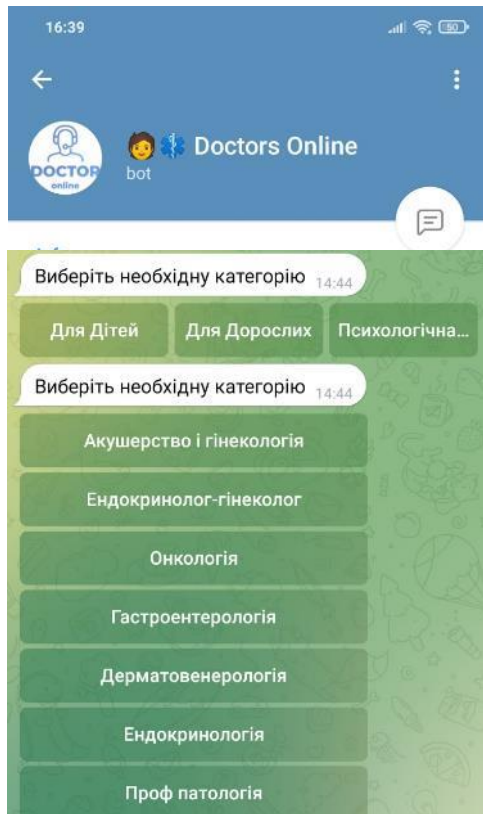 16:39
50
DOCTOR
online
Doctors Online
bot
Виберіть необхідну категорію 14:44
Для Дітей Для Дорослих Психологічна...
Виберіть необхідну категорію 14:44
Акушерство і гінекологія
Ендокринолог-гінеколог
Онкологія
Гастроентерологія
Дерматовенерологія
Ендокринологія
Проф патологія